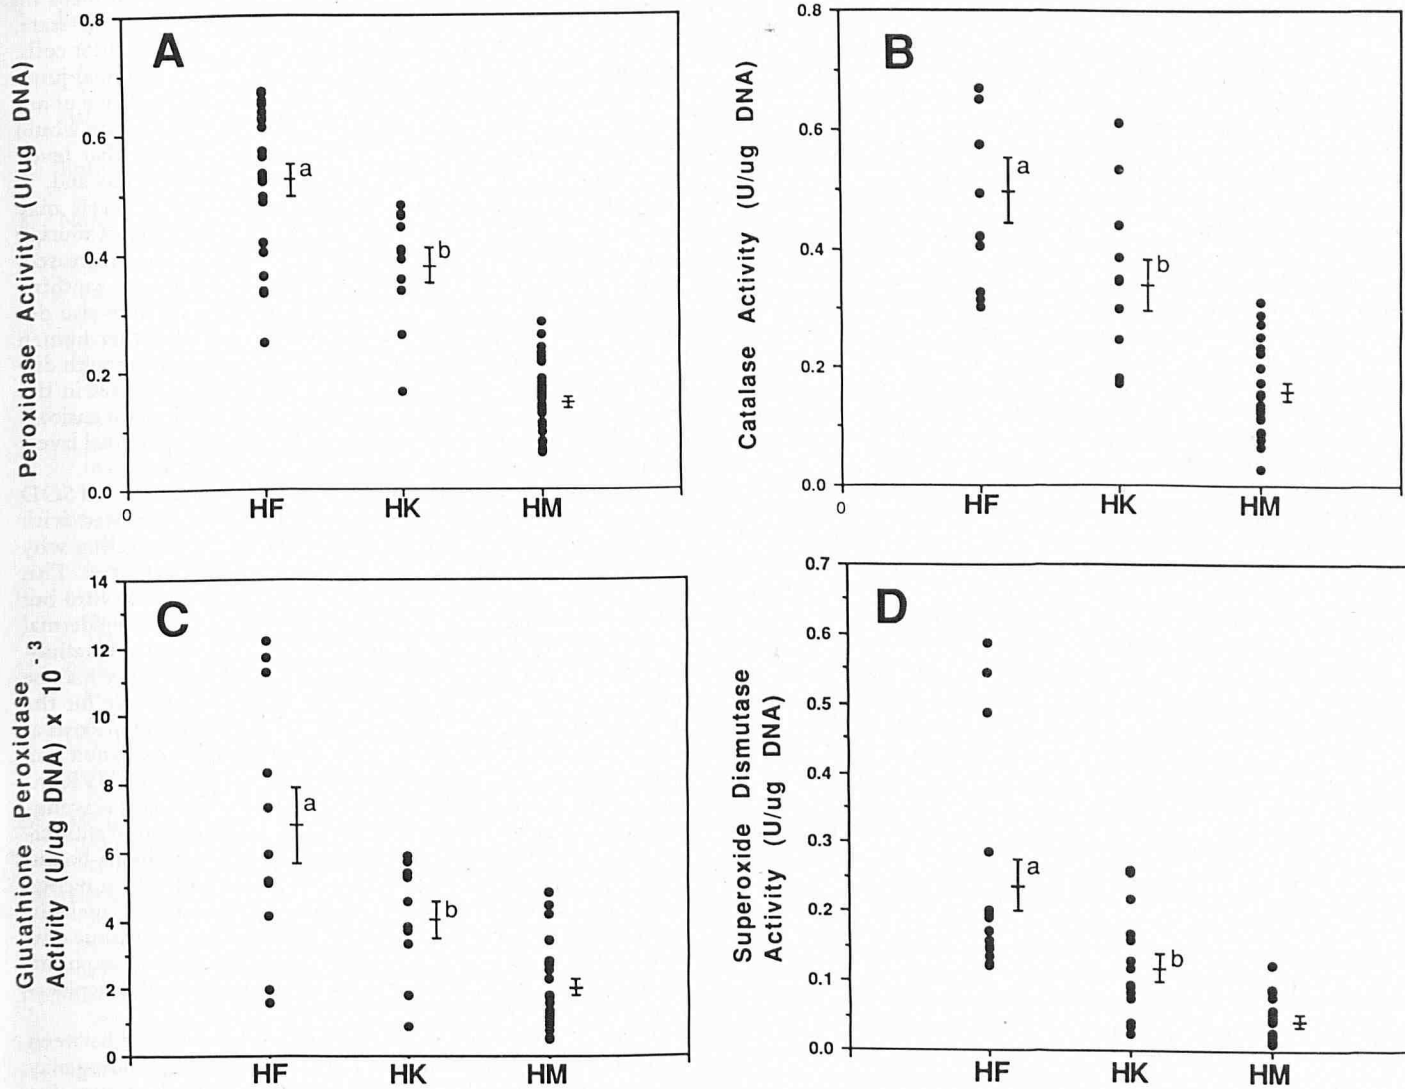 A
Peroxidase Activity (U/ug DNA)
0.8
0.6
0.4
0.2
0.0
a
b
0
HF
HK
HM
B
Catalase Activity (U/ug DNA)
0.8
0.6
0.4
0.2
0.0
a
b
0
HF
HK
HM
C
Glutathione Peroxidase
Activity (U/ug DNA) x 10 - 3
14
12
10
8
6
4
2
0
a
b
HF
HK
HM
D
Superoxide Dismutase
Activity (U/ug DNA)
0.7
0.6
0.5
0.4
0.3
0.2
0.1
0.0
a
b
HF
HK
HM